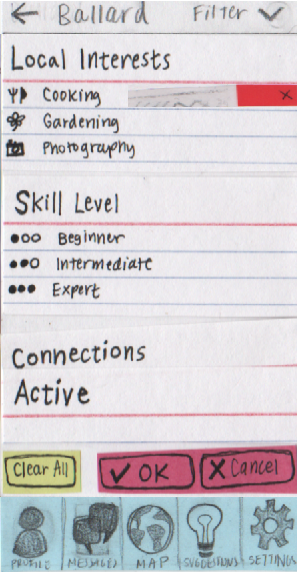 Ballard Filter
Local Interests
Cooking
Gardening
Photography
Skill Level
Beginner
Intermediate
Expert
Connections
Active
Clear All OK Cancel
PROFILE MESSAGES MAP SUGGESTIONS SETTINGS